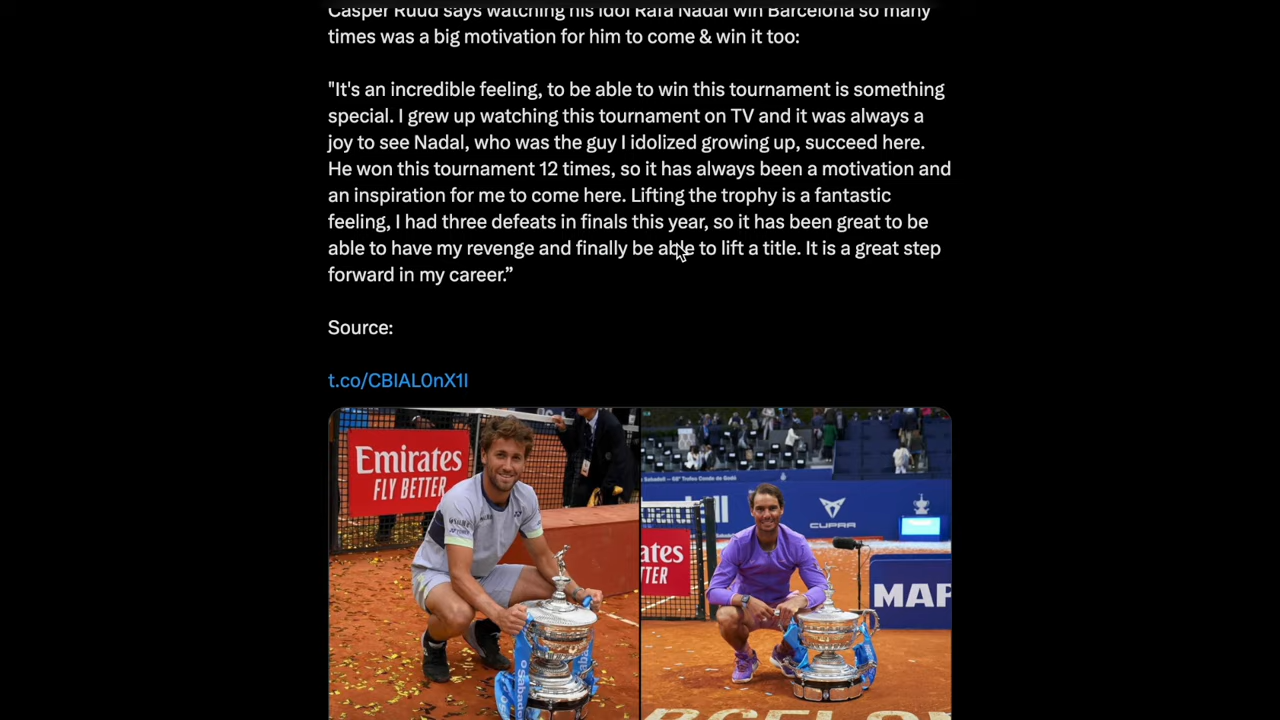 Casper Ruud says watching his idol Rafa Nadal win Barcelona so many
times was a big motivation for him to come & win it too:
"It's an incredible feeling, to be able to win this tournament is something
special. I grew up watching this tournament on TV and it was always a
joy to see Nadal, who was the guy I idolized growing up, succeed here.
He won this tournament 12 times, so it has always been a motivation and
an inspiration for me to come here. Lifting the trophy is a fantastic
feeling, I had three defeats in finals this year, so it has been great to be
able to have my revenge and finally be able to lift a title. It is a great step
forward in my career.”
Source:
t.co/CBIAL0nX1I
Emirates
FLY BETTER
CUPRA
ates
TER
MAF
Sabade